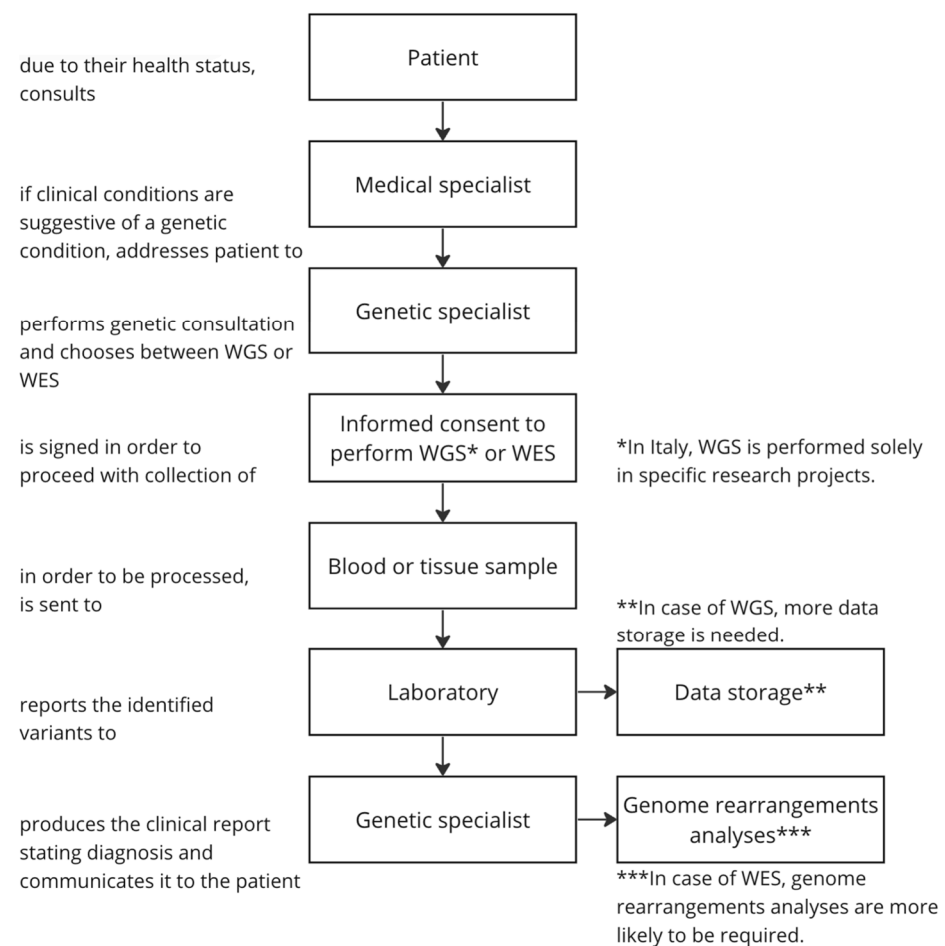 Patient
due to their health status,
consults
Medical specialist
if clinical conditions are
suggestive of a genetic
condition, addresses patient to
Genetic specialist
performs genetic consultation
and chooses between WGS or
WES
Informed consent to
perform WGS* or WES
is signed in order to
proceed with collection of
*In Italy, WGS is performed solely
in specific research projects.
Blood or tissue sample
in order to be processed,
is sent to
**In case of WGS, more data
storage is needed.
Laboratory
Data storage**
reports the identified
variants to
Genetic specialist
Genome rearrangements
analyses***
produces the clinical report
stating diagnosis and
communicates it to the patient
***In case of WES, genome
rearrangements analyses are more
likely to be required.